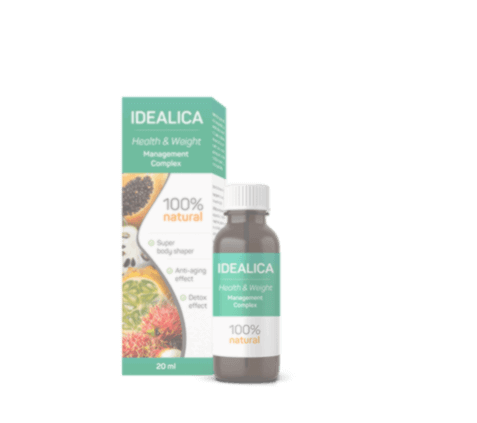 IDEALICA
Health & Weight
Management
Complex
100%
natural
Super
body shaper
Anti-aging
effect
Detox
effect
20 ml
IDEALICA
Health & Weight
Management
Complex
100%
natural